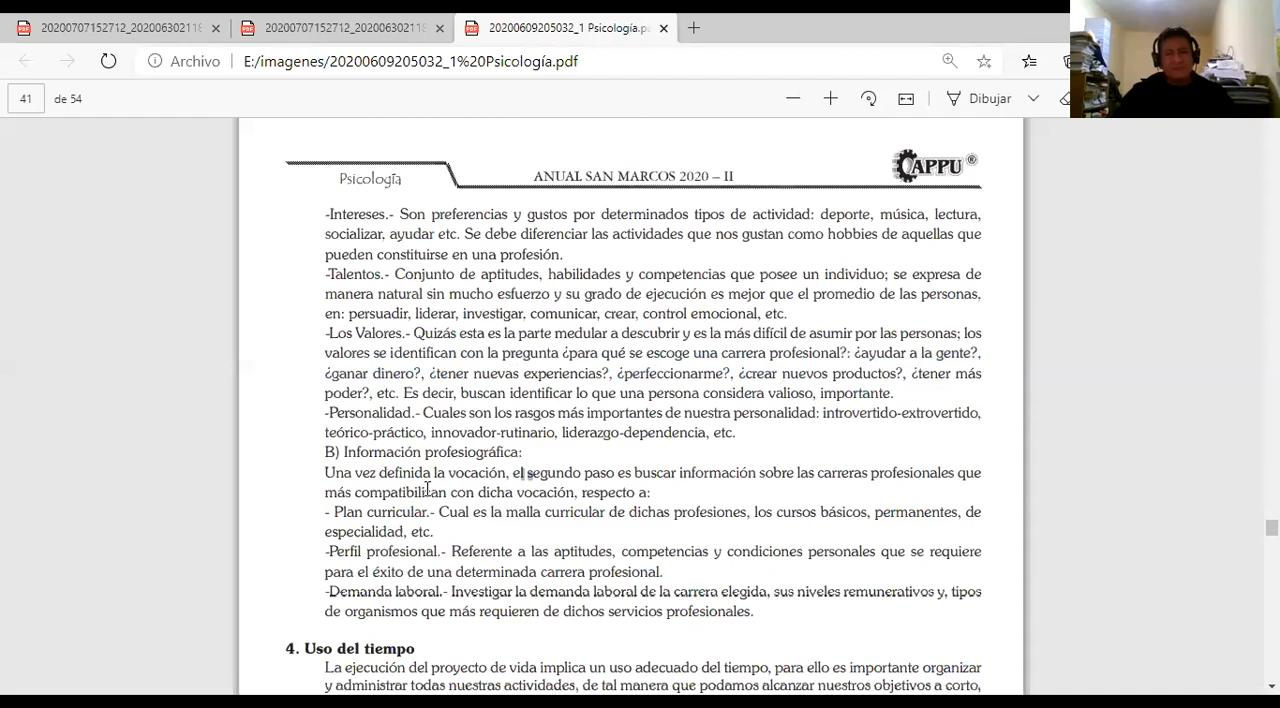 20200707152712_202006302118
20200707152712_202006302118
20200609205032_1 Psicología.p
Archivo
E:/imagenes/20200609205032_1%20Psicología.pdf
41 de 54
Dibujar
Psicología
ANUAL SAN MARCOS 2020 – II
CAPPU ®
-Intereses.- Son preferencias y gustos por determinados tipos de actividad: deporte, música, lectura,
socializar, ayudar etc. Se debe diferenciar las actividades que nos gustan como hobbies de aquellas que
pueden constituirse en una profesión.
-Talentos.- Conjunto de aptitudes, habilidades y competencias que posee un individuo; se expresa de
manera natural sin mucho esfuerzo y su grado de ejecución es mejor que el promedio de las personas,
en: persuadir, liderar, investigar, comunicar, crear, control emocional, etc.
-Los Valores.- Quizás esta es la parte medular a descubrir y es la más difícil de asumir por las personas; los
valores se identifican con la pregunta ¿para qué se escoge una carrera profesional?: ¿ayudar a la gente?,
¿ganar dinero?, ¿tener nuevas experiencias?, ¿perfeccionarme?, ¿crear nuevos productos?, ¿tener más
poder?, etc. Es decir, buscan identificar lo que una persona considera valioso, importante.
-Personalidad.- Cuales son los rasgos más importantes de nuestra personalidad: introvertido-extrovertido,
teórico-práctico, innovador-rutinario, liderazgo-dependencia, etc.
B) Información profesiográfica:
Una vez definida la vocación, el segundo paso es buscar información sobre las carreras profesionales que
más compatibilizan con dicha vocación, respecto a:
- Plan curricular.- Cual es la malla curricular de dichas profesiones, los cursos básicos, permanentes, de
especialidad, etc.
-Perfil profesional.- Referente a las aptitudes, competencias y condiciones personales que se requiere
para el éxito de una determinada carrera profesional.
-Demanda laboral.- Investigar la demanda laboral de la carrera elegida, sus niveles remunerativos y, tipos
de organismos que más requieren de dichos servicios profesionales.
4. Uso del tiempo
La ejecución del proyecto de vida implica un uso adecuado del tiempo, para ello es importante organizar
y administrar todas nuestras actividades, de tal manera que podamos alcanzar nuestros objetivos a corto,